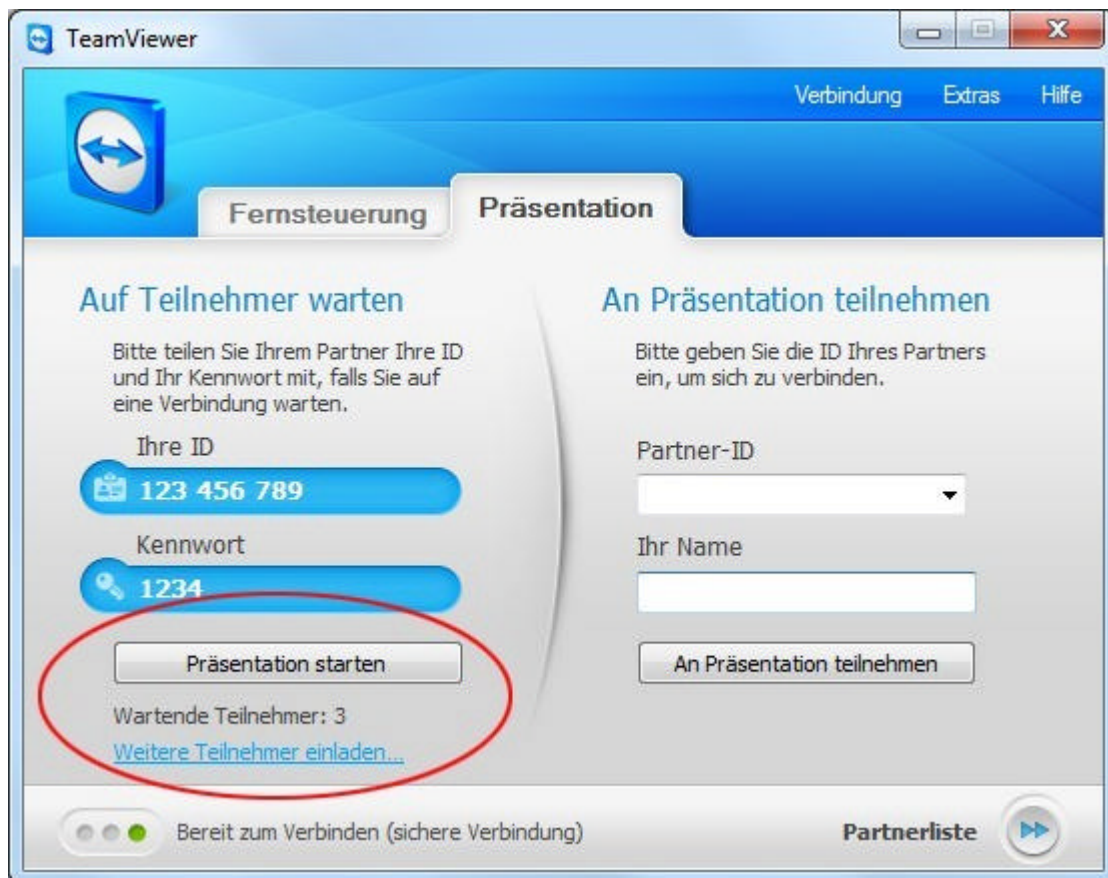 TeamViewer
Verbindung Extras Hilfe
Fernsteuerung Präsentation
Auf Teilnehmer warten
Bitte teilen Sie Ihrem Partner Ihre ID
und Ihr Kennwort mit, falls Sie auf
eine Verbindung warten.
Ihre ID
123 456 789
Kennwort
1234
Präsentation starten
Wartende Teilnehmer: 3
Weitere Teilnehmer einladen...
An Präsentation teilnehmen
Bitte geben Sie die ID Ihres Partners
ein, um sich zu verbinden.
Partner-ID
Ihr Name
An Präsentation teilnehmen
Bereit zum Verbinden (sichere Verbindung)
Partnerliste